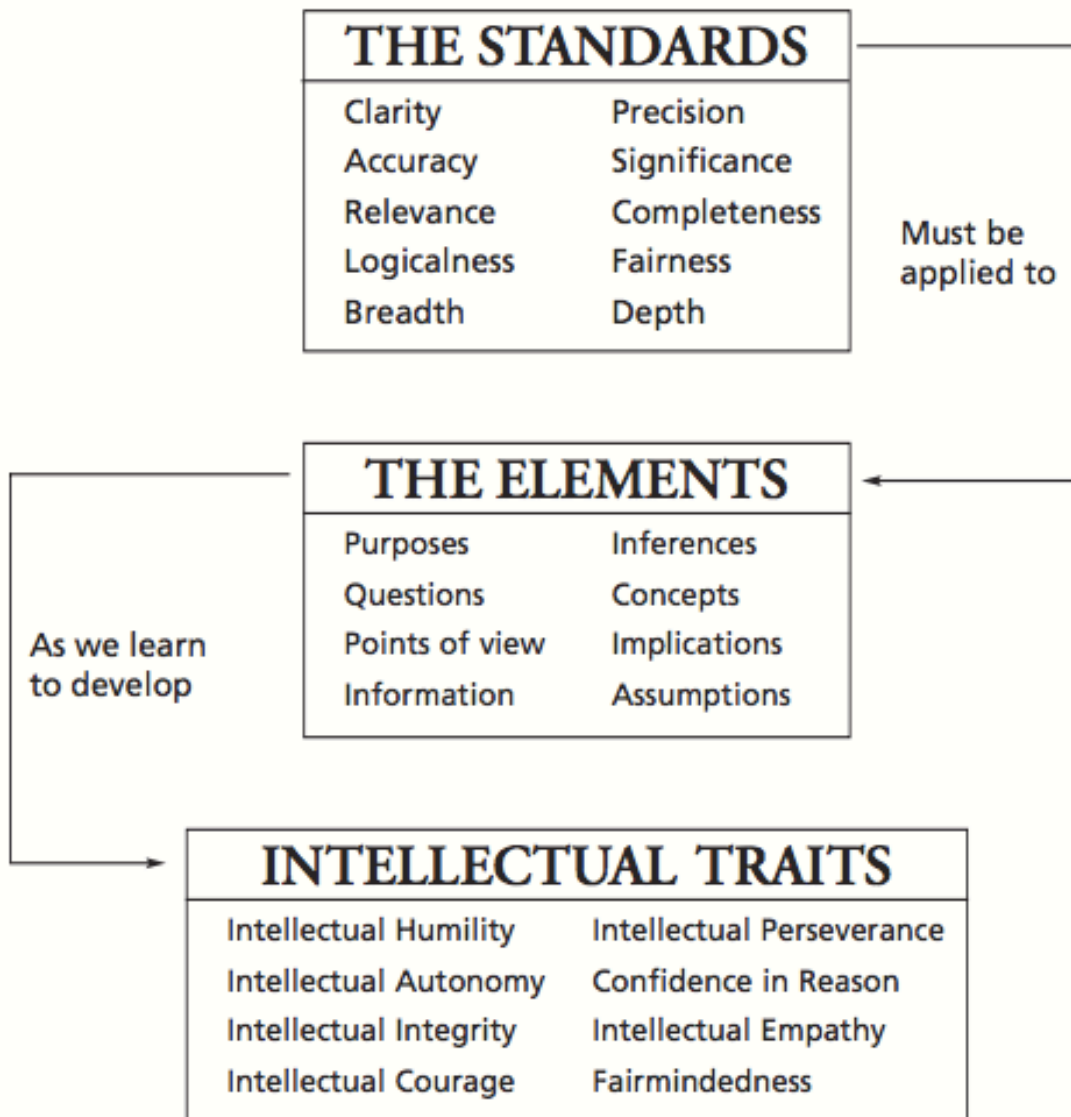 THE STANDARDS
Clarity Precision
Accuracy Significance
Relevance Completeness
Logicalness Fairness
Breadth Depth
Must be
applied to
THE ELEMENTS
Purposes Inferences
Questions Concepts
Points of view Implications
Information Assumptions
As we learn
to develop
INTELLECTUAL TRAITS
Intellectual Humility Intellectual Perseverance
Intellectual Autonomy Confidence in Reason
Intellectual Integrity Intellectual Empathy
Intellectual Courage Fairmindedness